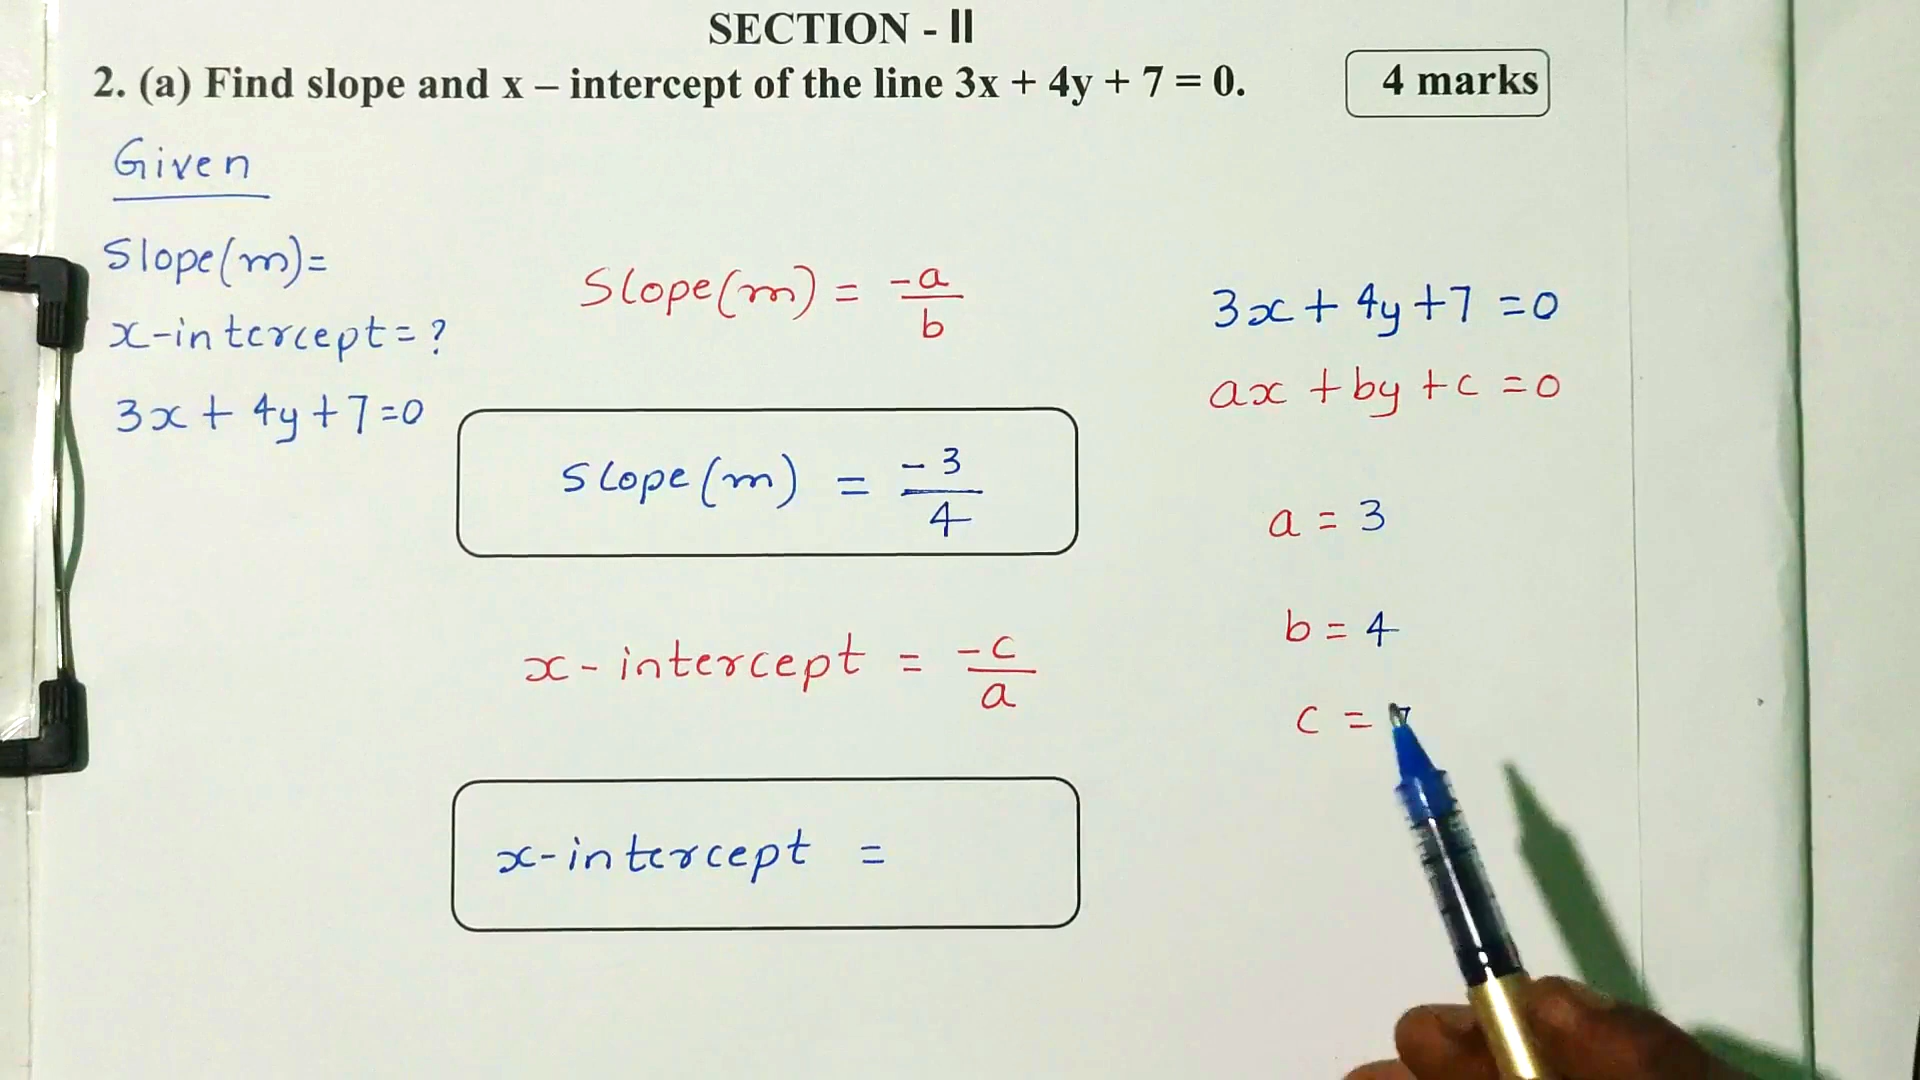 SECTION - II
2. (a) Find slope and x – intercept of the line 3x + 4y + 7 = 0.
4 marks
Given
Slope(m)=
x-intercept=?
3x + 4y + 7 = 0
Slope(m) = -a/b
Slope(m) = -3/4
x-intercept = -c/a
x-intercept =
3x + 4y + 7 = 0
ax + by + c = 0
a = 3
b = 4
c =